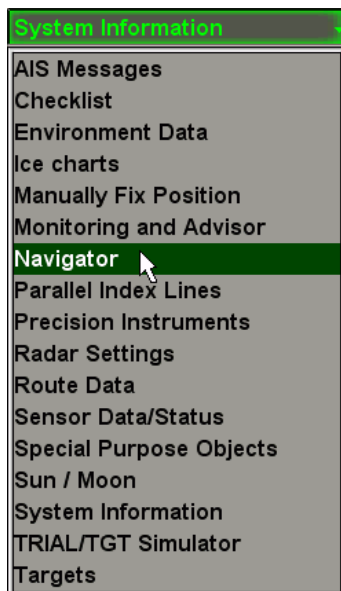 System Information
AIS Messages
Checklist
Environment Data
Ice charts
Manually Fix Position
Monitoring and Advisor
Navigator
Parallel Index Lines
Precision Instruments
Radar Settings
Route Data
Sensor Data/Status
Special Purpose Objects
Sun / Moon
System Information
TRIAL/TGT Simulator
Targets